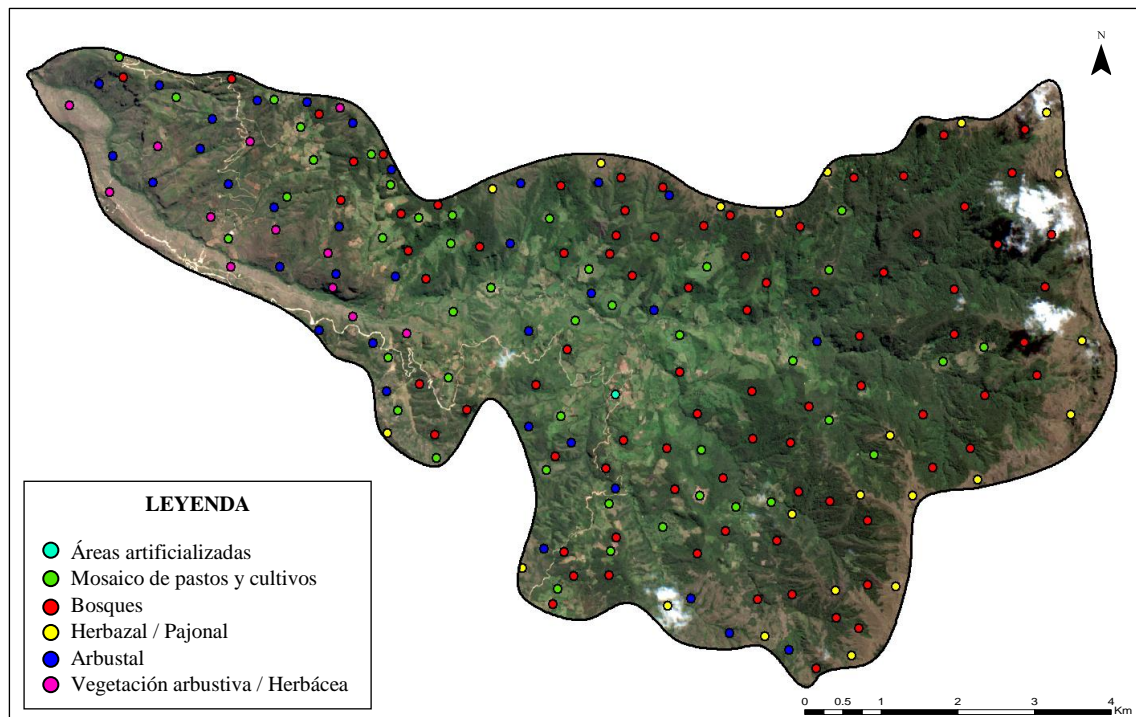 N
LEYENDA
Áreas artificializadas
Mosaico de pastos y cultivos
Bosques
Herbazal / Pajonal
Arbustal
Vegetación arbustiva / Herbácea
0 0.5 1 2 3 4
Km